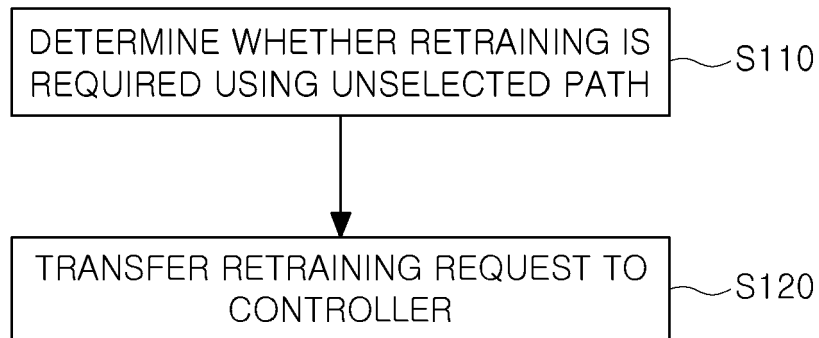 DETERMINE WHETHER RETRAINING IS
REQUIRED USING UNSELECTED PATH
S110
TRANSFER RETRAINING REQUEST TO
CONTROLLER
S120